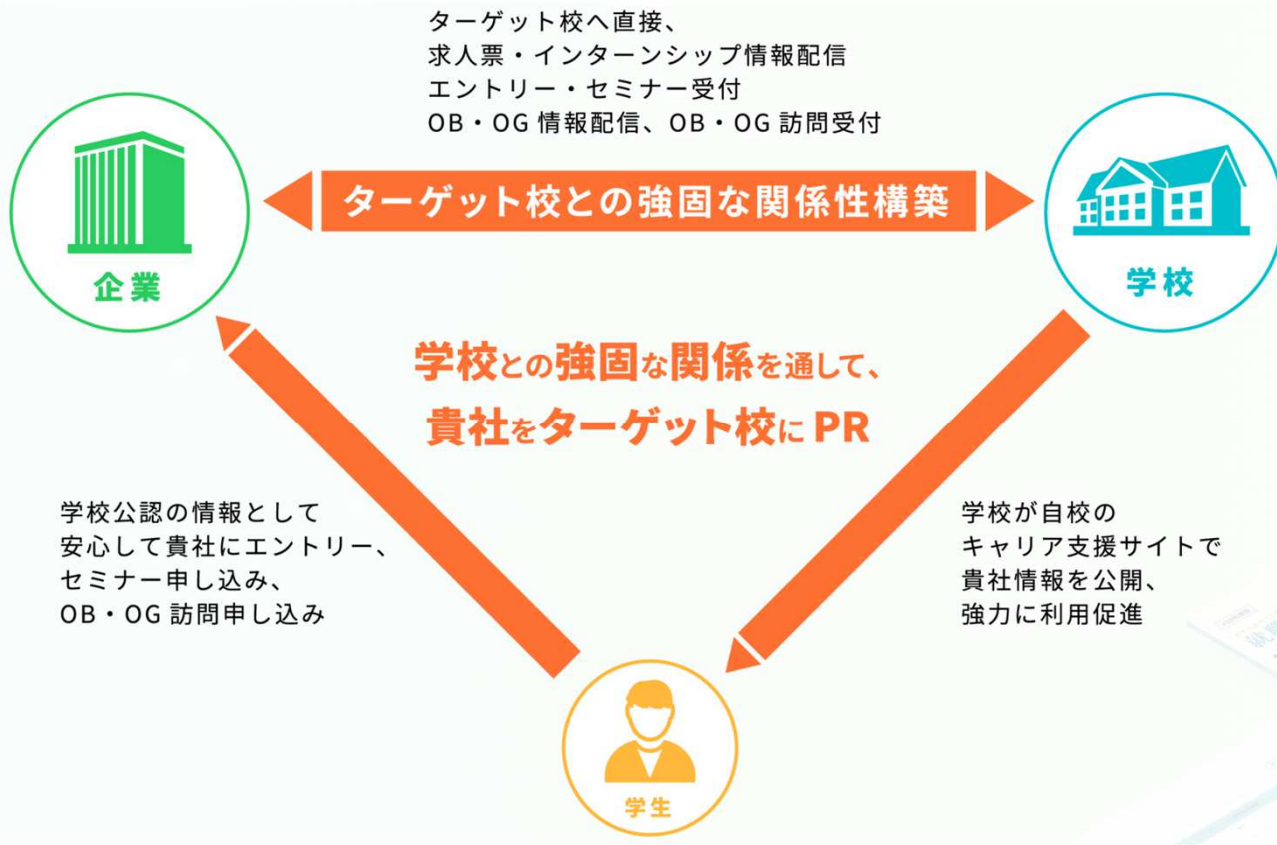 ターゲット校へ直接、
求人票・インターンシップ情報配信
エントリー・セミナー受付
OB・OG 情報配信、OB・OG 訪問受付
ターゲット校との強固な関係性構築
企業
学校
学校との強固な関係を通して、
貴社をターゲット校に PR
学校公認の情報として
安心して貴社にエントリー、
セミナー申し込み、
OB・OG 訪問申し込み
学校が自校の
キャリア支援サイトで
貴社情報を公開、
強力に利用促進
学生